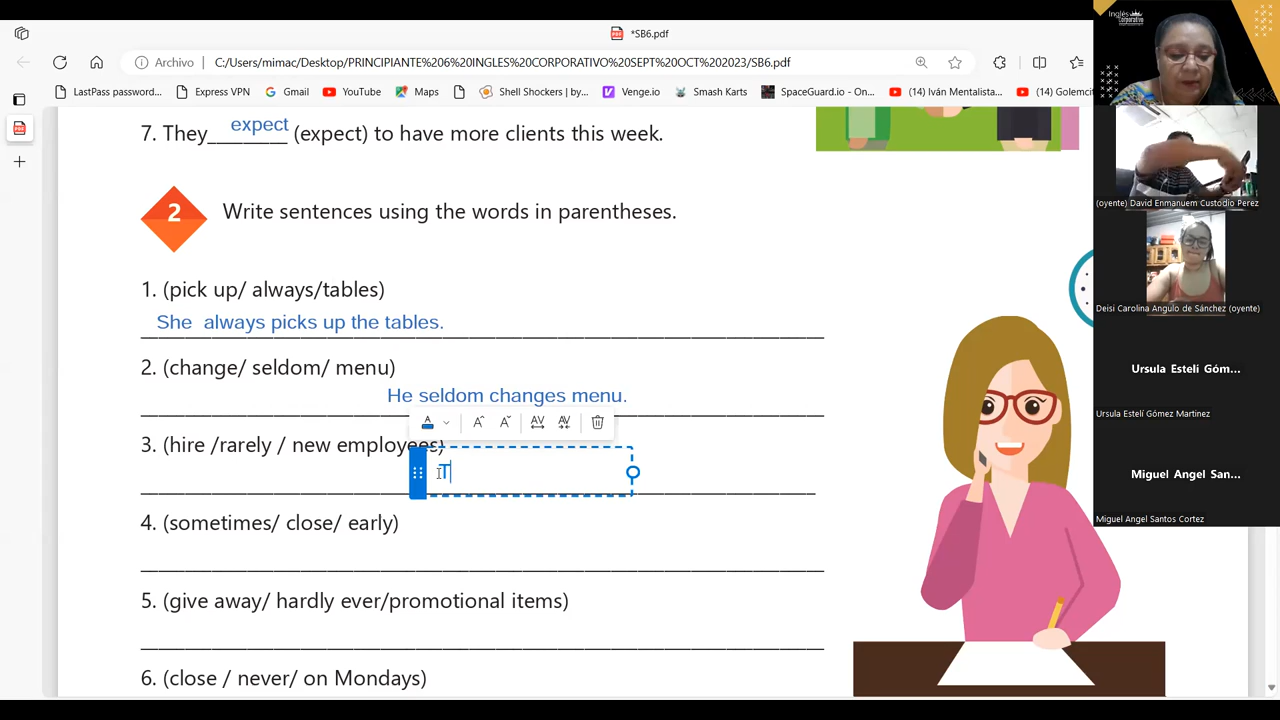 *SB6.pdf
Archivo
C:/Users/mimac/Desktop/PRINCIPIANTE%206%20INGLES%20CORPORATIVO%20SEPT%20OCT%202023/SB6.pdf
LastPass password...
Express VPN
Gmail
YouTube
Maps
Shell Shockers | by...
Venge.io
Smash Karts
SpaceGuard.io - On...
(14) Iván Mentalista...
(14) Golemcit
Inglés
Corporativo
7. They________ (expect) to have more clients this week.
expect
2
Write sentences using the words in parentheses.
1. (pick up/ always/tables)
She always picks up the tables.
2. (change/ seldom/ menu)
He seldom changes menu.
3. (hire /rarely / new employees)
T
4. (sometimes/ close/ early)
5. (give away/ hardly ever/promotional items)
6. (close / never/ on Mondays)
(oyente) David Enmanuem Custodio Perez
Deisi Carolina Angulo de Sánchez (oyente)
Ursula Estelí Góm...
Ursula Estelí Gómez Martinez
Miguel Angel San...
Miguel Angel Santos Cortez